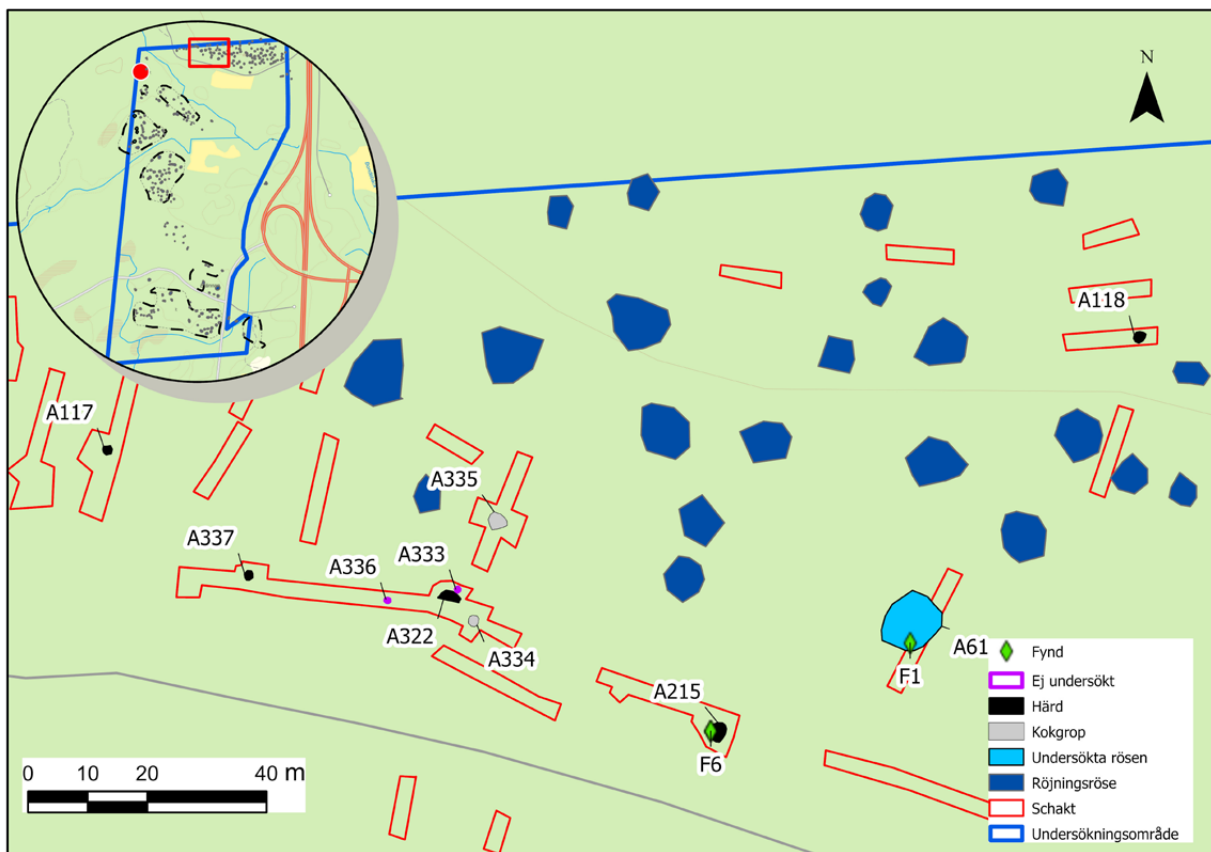 N
A118
A117
A335
A337
A336
A333
A322
A334
A215
F6
A61
F1
Fynd
Ej undersökt
Härd
Kokgrop
Undersökta rösen
Röjningsröse
Schakt
Undersökningsområde
0 10 20 40 m